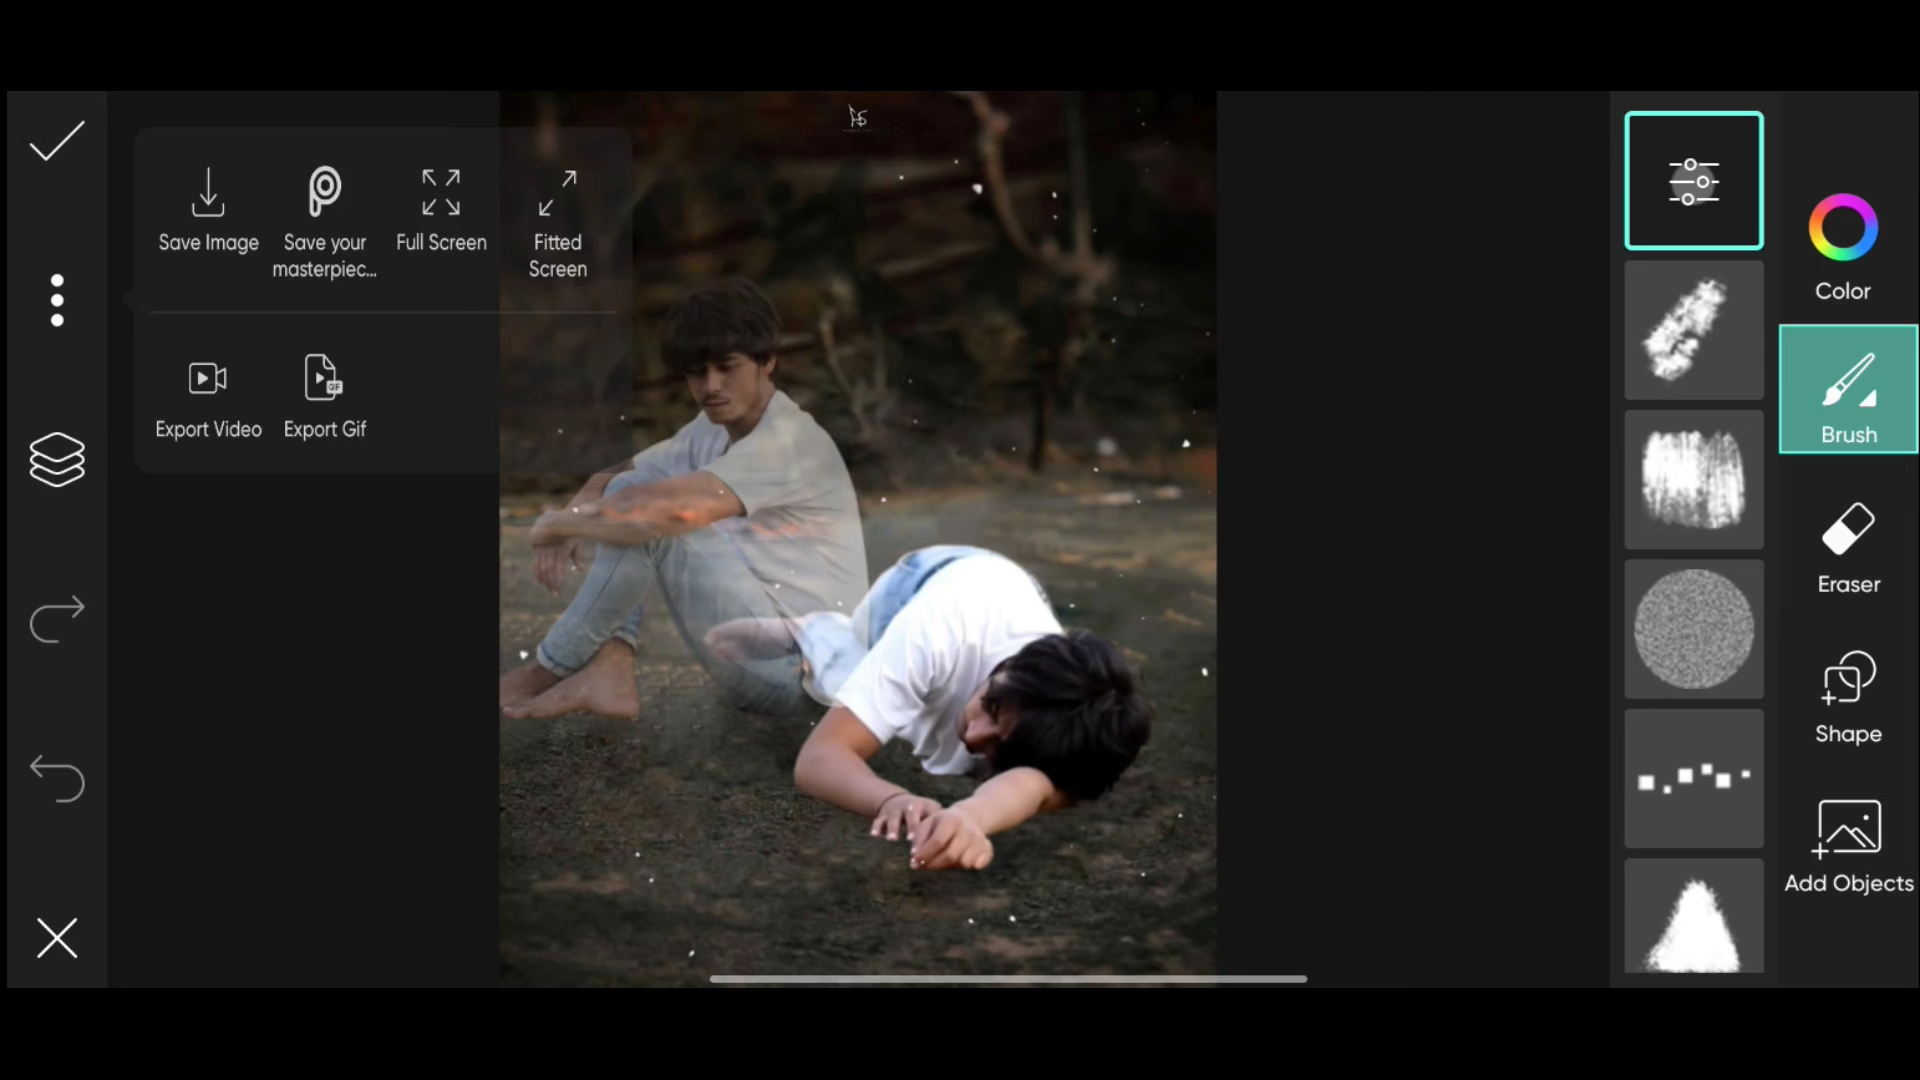 Save Image
Save your
masterpiec...
Full Screen
Fitted
Screen
Export Video
Export Gif
GIF
Color
Brush
Eraser
Shape
Add Objects